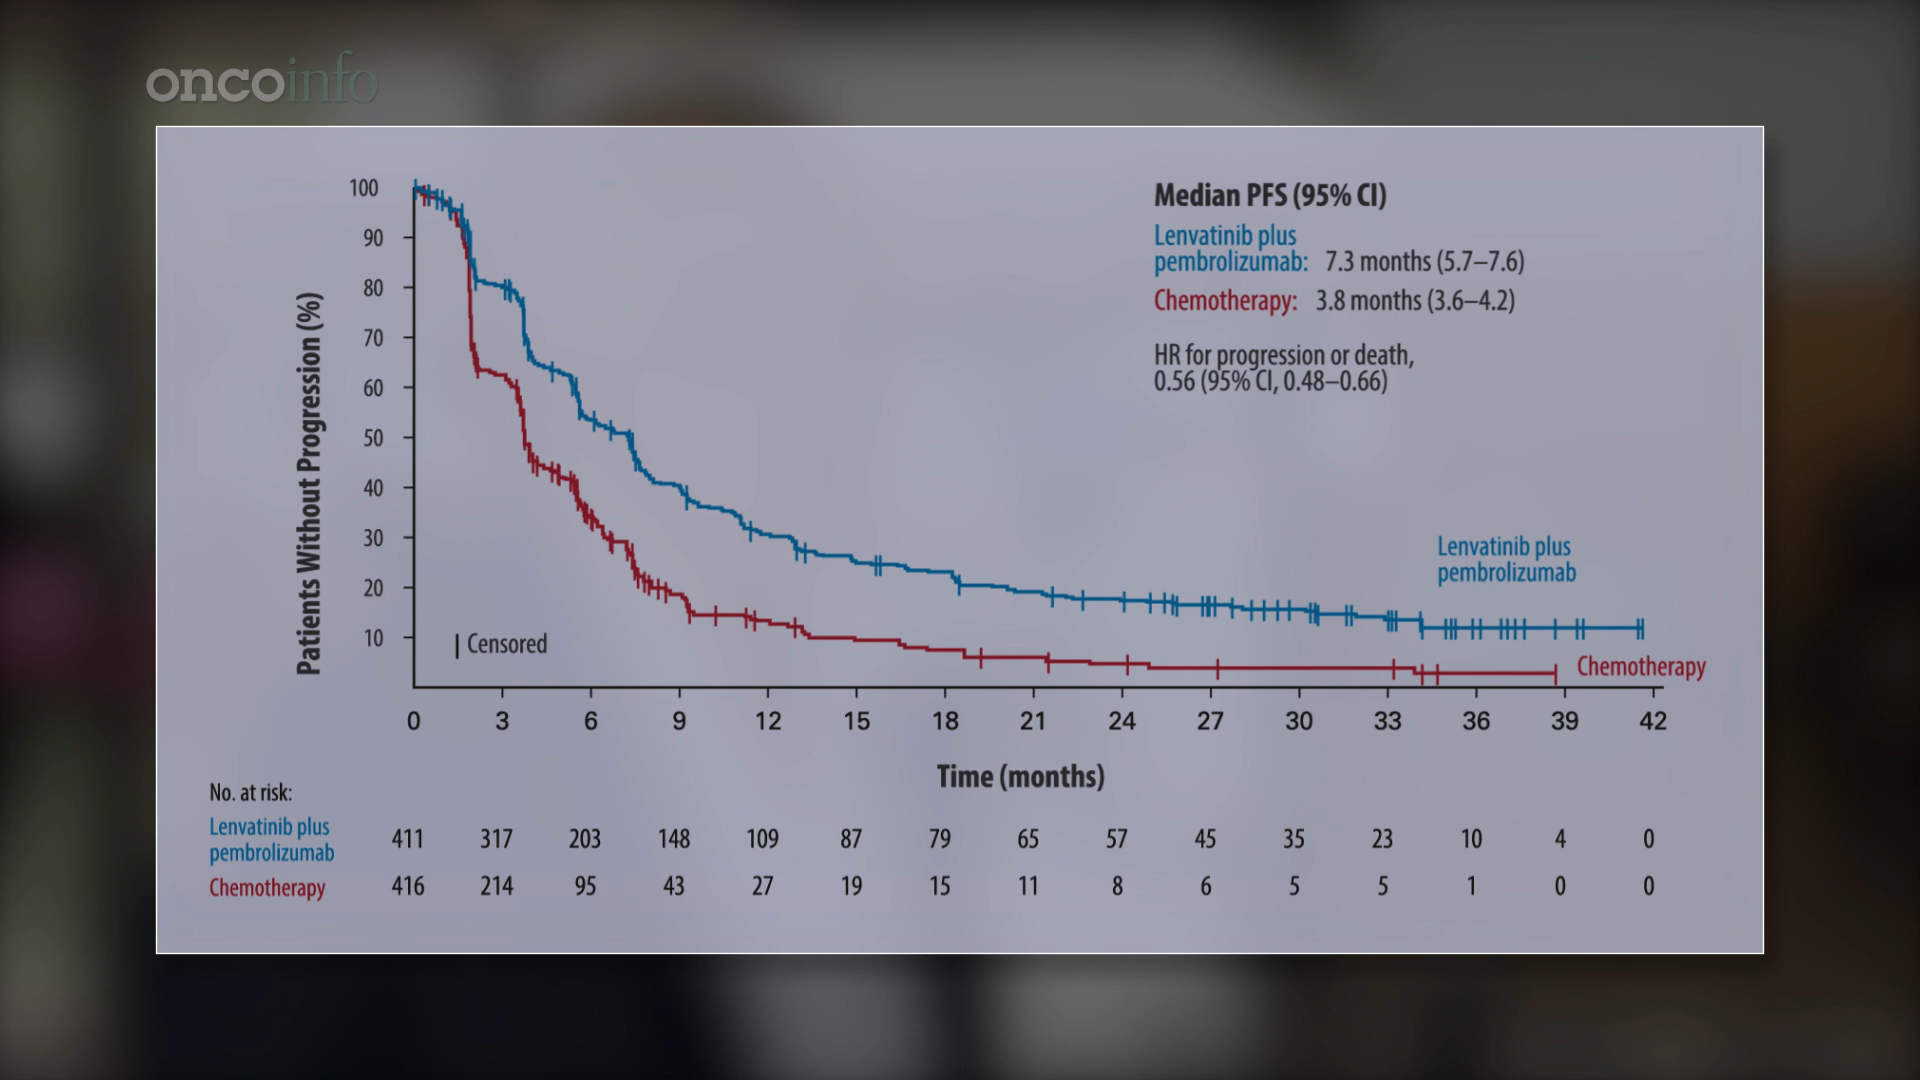 oncoinfo
100
90
80
70
60
50
40
30
20
10
Patients Without Progression (%)
Median PFS (95% CI)
Lenvatinib plus
pembrolizumab: 7.3 months (5.7–7.6)
Chemotherapy: 3.8 months (3.6–4.2)
HR for progression or death,
0.56 (95% CI, 0.48–0.66)
Lenvatinib plus
pembrolizumab
Chemotherapy
| Censored
0 3 6 9 12 15 18 21 24 27 30 33 36 39 42
Time (months)
No. at risk:
Lenvatinib plus
pembrolizumab 411 317 203 148 109 87 79 65 57 45 35 23 10 4 0
Chemotherapy 416 214 95 43 27 19 15 11 8 6 5 5 1 0 0